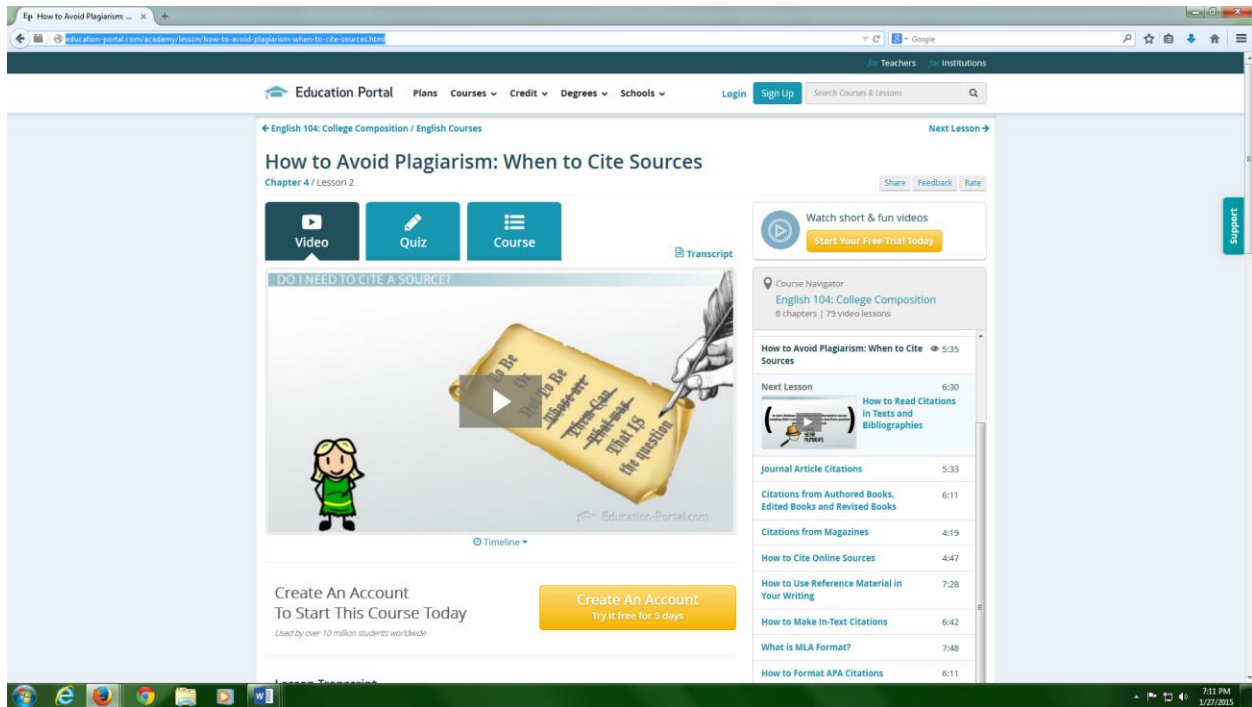 Ep How to Avoid Plagiarism: ...
education-portal.com/academy/lesson/how-to-avoid-plagiarism-when-to-cite-sources.html
Google
for Teachers for Institutions
Education Portal Plans Courses Credit Degrees Schools Login Sign Up Search Courses & Lessons
English 104: College Composition / English Courses Next Lesson
How to Avoid Plagiarism: When to Cite Sources
Chapter 4 / Lesson 2 Share Feedback Rate
Video Quiz Course
Transcript
DO I NEED TO CITE A SOURCE?
To Be
Or
Not To Be
Whose are
Them Can
That was
That IS
the question
Education-Portal.com
Timeline
Create An Account
To Start This Course Today
Used by over 10 million students worldwide
Create An Account
Try it free for 5 days
Lesson Transcript
Watch short & fun videos
Start Your Free Trial Today
Course Navigator
English 104: College Composition
8 chapters | 79 video lessons
How to Avoid Plagiarism: When to Cite 5:35
Sources
Next Lesson 6:30
How to Read Citations
in Texts and
Bibliographies
Journal Article Citations 5:33
Citations from Authored Books, 6:11
Edited Books and Revised Books
Citations from Magazines 4:19
How to Cite Online Sources 4:47
How to Use Reference Material in 7:28
Your Writing
How to Make In-Text Citations 6:42
What is MLA Format? 7:48
How to Format APA Citations 6:11
Support
7:11 PM
1/27/2015